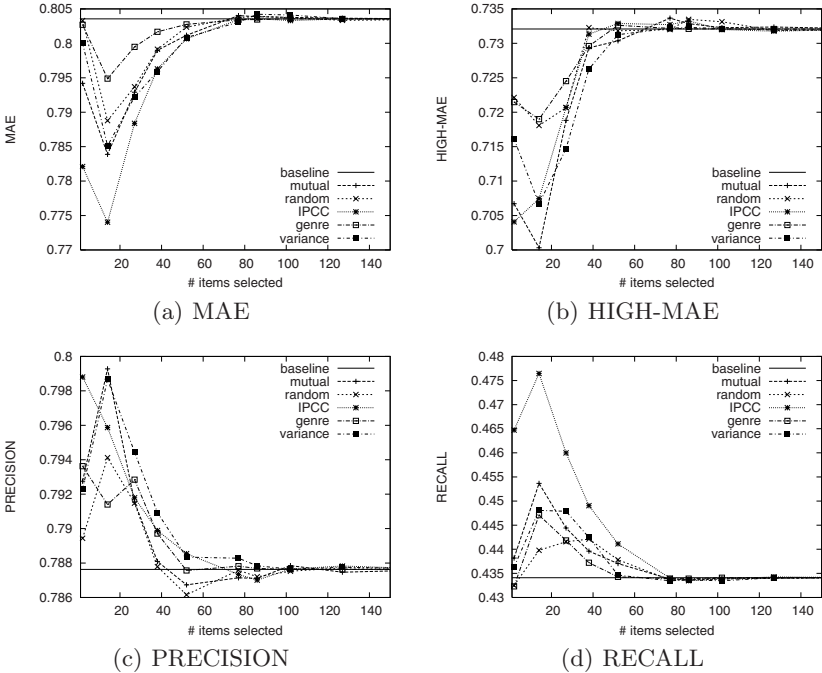 0.805
0.8
0.795
0.79
0.785
0.78
0.775
0.77
MAE
20 40 60 80 100 120 140
# items selected
baseline
mutual
random
IPCC
genre
variance
(a) MAE
0.735
0.73
0.725
0.72
0.715
0.71
0.705
0.7
HIGH-MAE
20 40 60 80 100 120 140
# items selected
baseline
mutual
random
IPCC
genre
variance
(b) HIGH-MAE
0.8
0.798
0.796
0.794
0.792
0.79
0.788
0.786
PRECISION
20 40 60 80 100 120 140
# items selected
baseline
mutual
random
IPCC
genre
variance
(c) PRECISION
0.48
0.475
0.47
0.465
0.46
0.455
0.45
0.445
0.44
0.435
0.43
RECALL
20 40 60 80 100 120 140
# items selected
baseline
mutual
random
IPCC
genre
variance
(d) RECALL